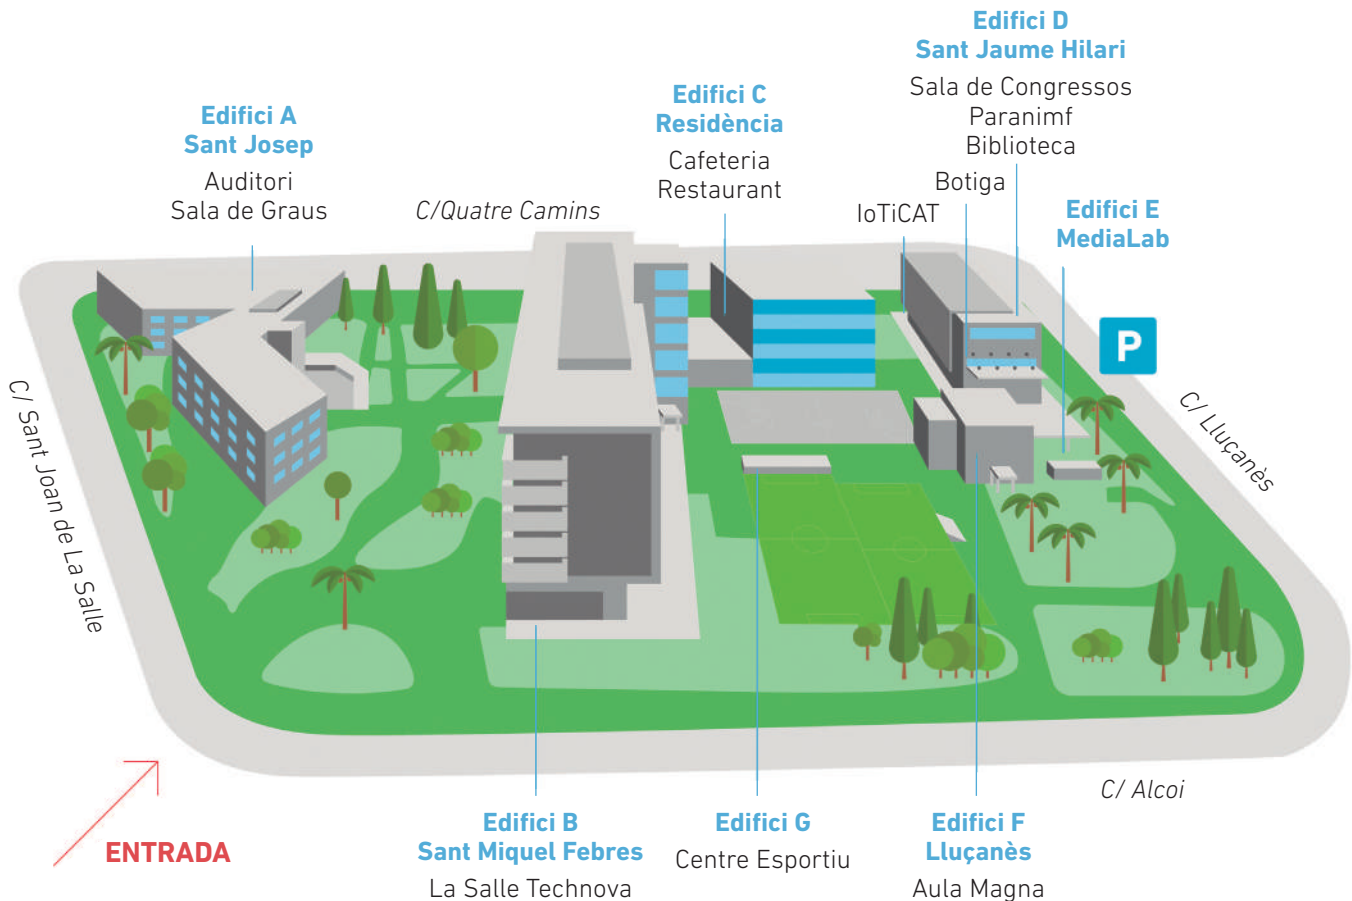 Edifici D
Sant Jaume Hilari
Sala de Congressos
Paranimf
Biblioteca
Edifici C
Residència
Cafeteria
Restaurant
Edifici A
Sant Josep
Auditori
Sala de Graus
C/Quatre Camins
Botiga
IoTiCAT
Edifici E
MediaLab
P
C/ Lluçanès
C/ Sant Joan de La Salle
C/ Alcoi
ENTRADA
Edifici B
Sant Miquel Febres
La Salle Technova
Edifici G
Centre Esportiu
Edifici F
Lluçanès
Aula Magna